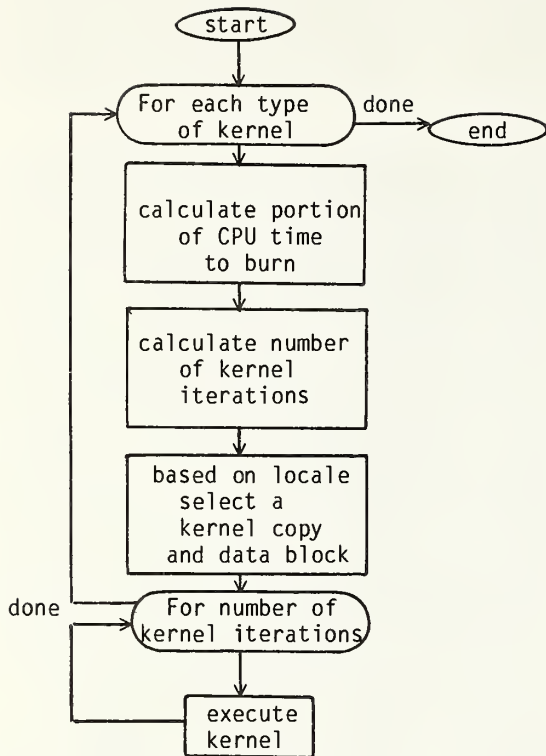 start
For each type
of kernel
done
end
calculate portion
of CPU time
to burn
calculate number
of kernel
iterations
based on locale
select a
kernel copy
and data block
done
For number of
kernel iterations
execute
kernel